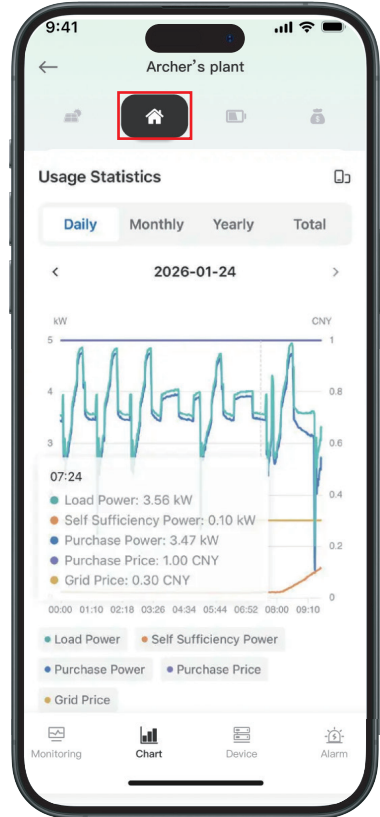 9:41
Archer's plant
Usage Statistics
Daily Monthly Yearly Total
2026-01-24
kW CNY
5 1
4 0.8
3 0.6
0.4
0.2
0
07:24
Load Power: 3.56 kW
Self Sufficiency Power: 0.10 kW
Purchase Power: 3.47 kW
Purchase Price: 1.00 CNY
Grid Price: 0.30 CNY
00:00 01:10 02:18 03:26 04:34 05:44 06:52 08:00 09:10
Load Power Self Sufficiency Power
Purchase Power Purchase Price
Grid Price
Monitoring Chart Device Alarm